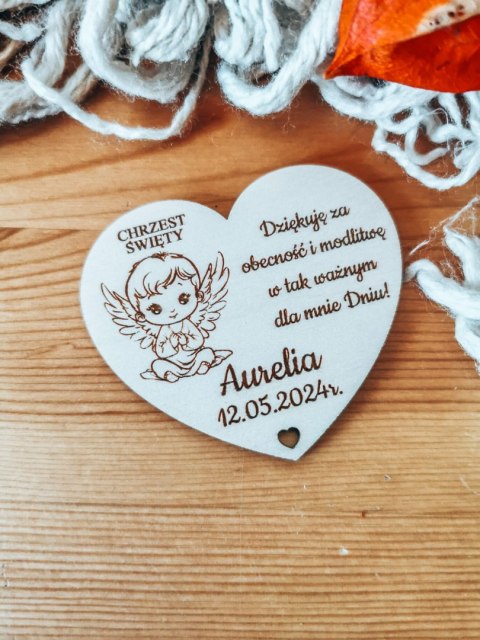 CHRZEST
ŚWIĘTY
Dziękuję za
obecność i modlitwę
w tak ważnym
dla mnie Dniu!
Aurelia
12.05.2024r.